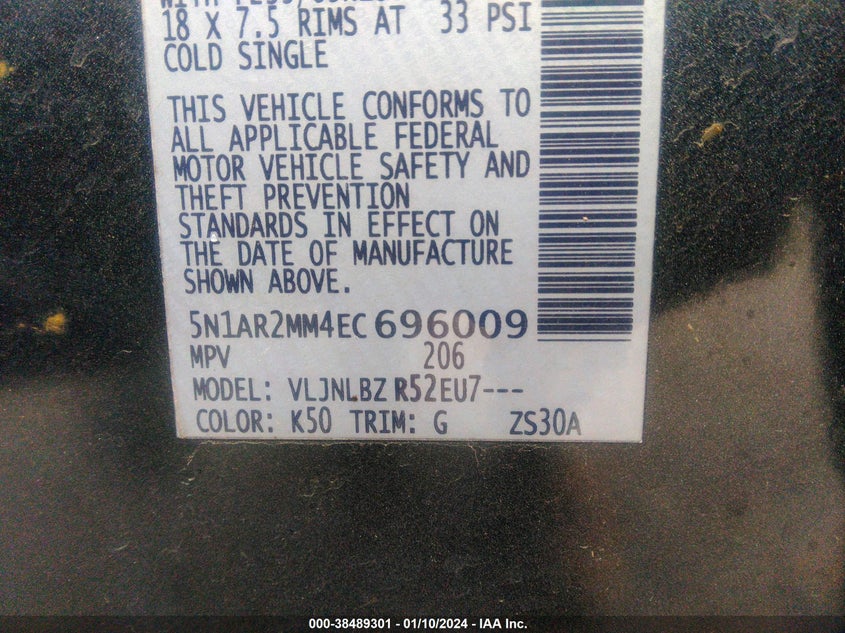 18 X 7.5 RIMS AT 33 PSI
COLD SINGLE
THIS VEHICLE CONFORMS TO
ALL APPLICABLE FEDERAL
MOTOR VEHICLE SAFETY AND
THEFT PREVENTION
STANDARDS IN EFFECT ON
THE DATE OF MANUFACTURE
SHOWN ABOVE.
5N1AR2MM4EC696009
MPV 206
MODEL: VLJNLBZ R52EU7---
COLOR: K50 TRIM: G ZS30A
000-38489301 - 01/10/2024 - IAA Inc.